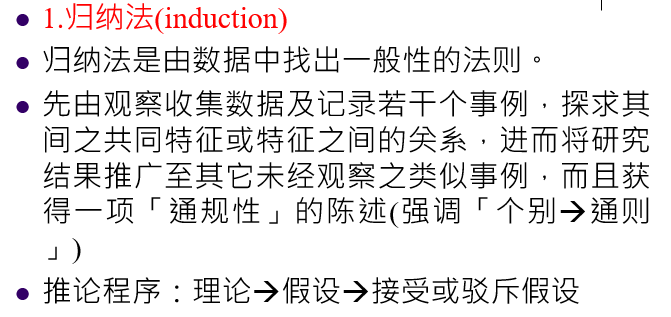 ● 1.归纳法(induction)
● 归纳法是由数据中找出一般性的法则。
● 先由观察收集数据及记录若干个事例，探求其
间之共同特征或特征之间的关系，进而将研究
结果推广至其它未经观察之类似事例，而且获
得一项「通规性」的陈述(强调「个别→通则
」)
● 推论程序：理论→假设→接受或驳斥假设